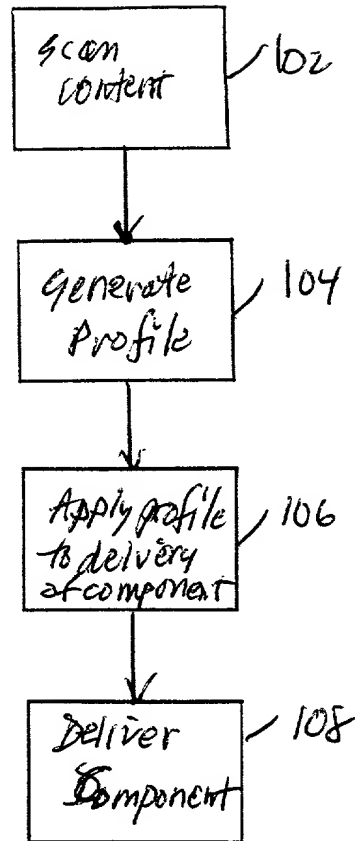 Scan
content
102
Generate
Profile
104
Apply profile
to delivery
of component
106
Deliver
Component
108